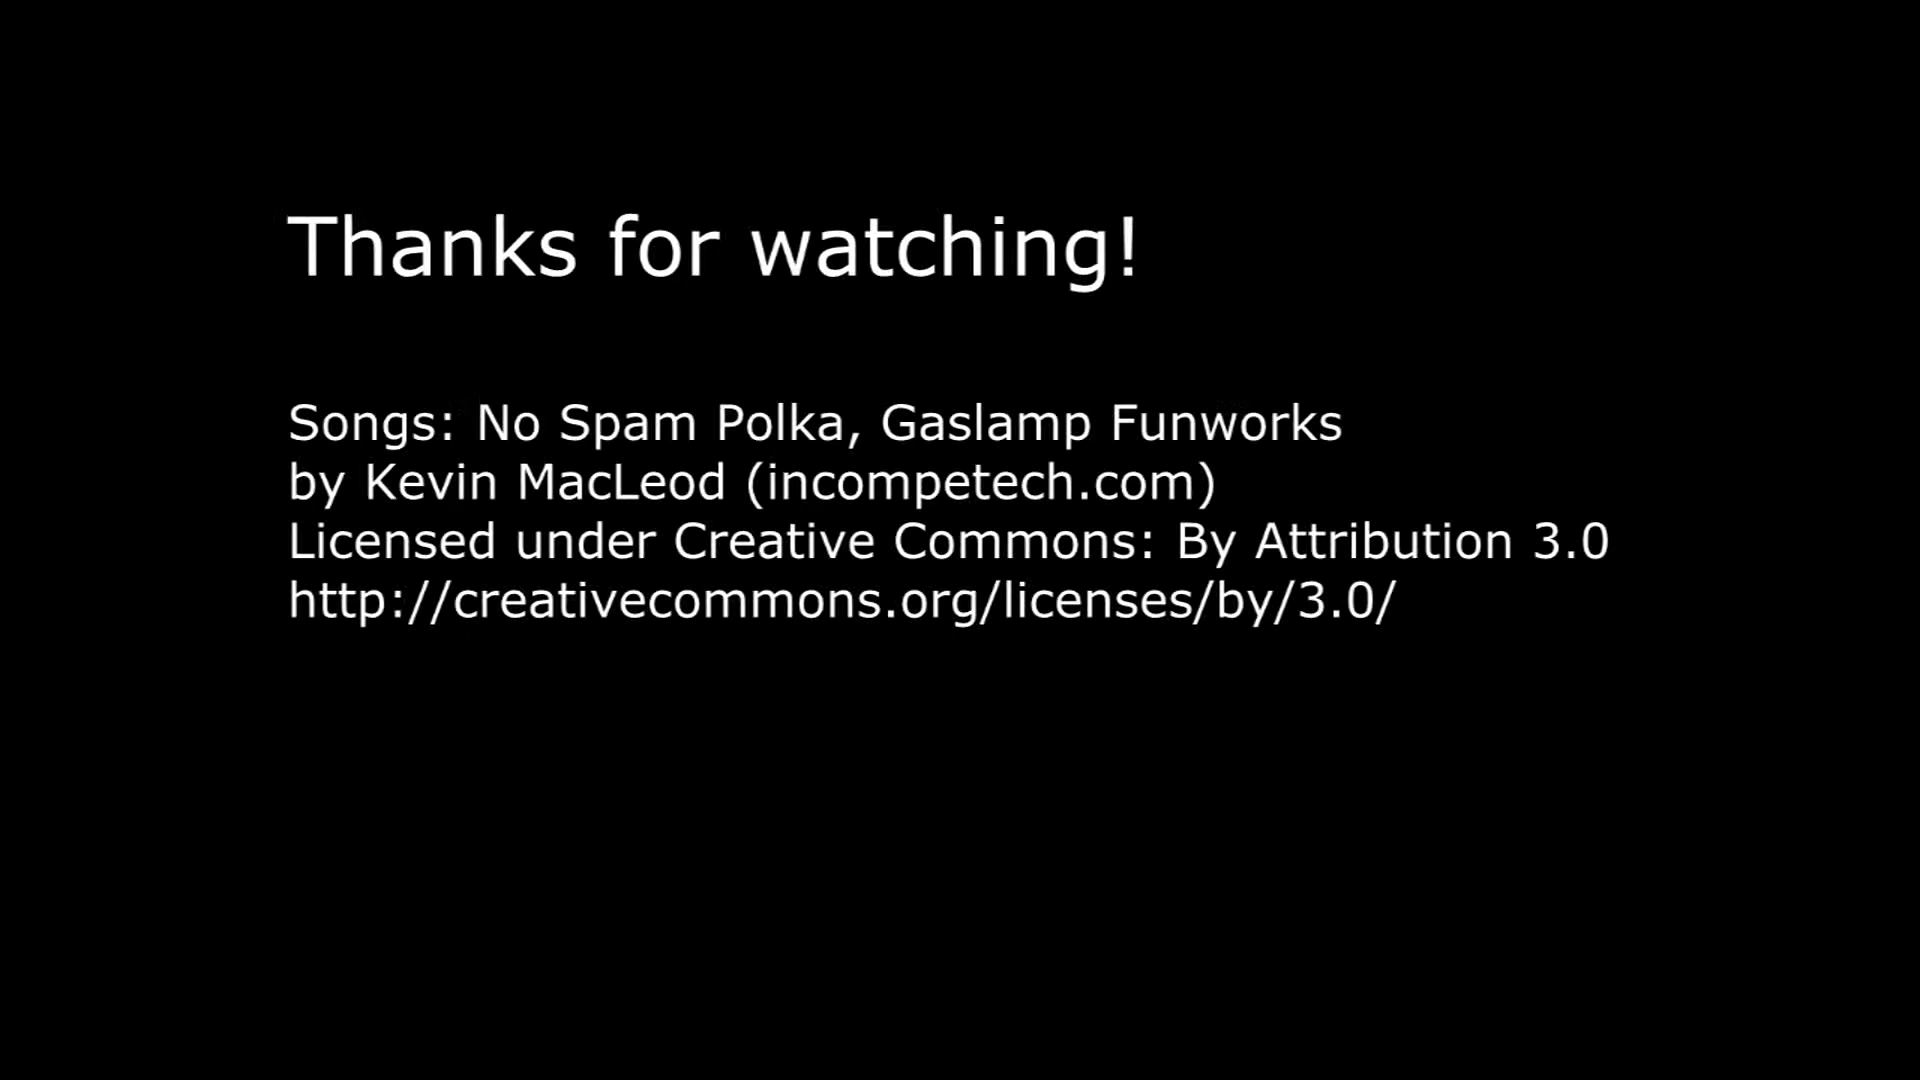 Thanks for watching!
Songs: No Spam Polka, Gaslamp Funworks
by Kevin MacLeod (incompetech.com)
Licensed under Creative Commons: By Attribution 3.0
http://creativecommons.org/licenses/by/3.0/